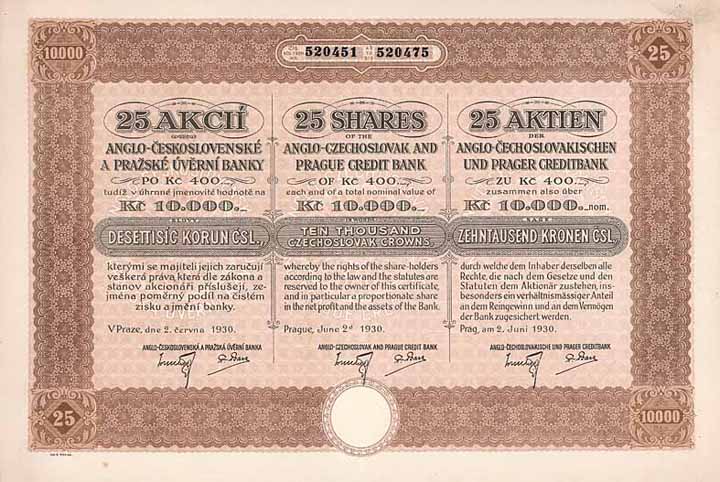 10000
520451 520475
25
25 AKCIÍ
ANGLO-ČESKOSLOVENSKÉ
A PRAŽSKÉ ÚVĚRNÍ BANKY
PO Kč 400.—
tudíž v úhrnné jmenovité hodnotě na
Kč 10.000.—
SLOVY
DESETTISÍC KORUN ČSL.,
kterými se majiteli jejich zaručují
veškerá práva, která dle zákona a
stanov akcionáři příslušejí, ze-
jména poměrný podíl na čistém
zisku a jmění banky.
V Praze, dne 2. června 1930.
ANGLO-ČESKOSLOVENSKÁ A PRAŽSKÁ ÚVĚRNÍ BANKA
25 SHARES
OF THE
ANGLO-CZECHOSLOVAK AND
PRAGUE CREDIT BANK
OF Kč 400.—
each and of a total nominal value of
Kč 10.000.—
TEN THOUSAND
CZECHOSLOVAK CROWNS,
whereby the rights of the share-holders
according to the law and the statutes are
reserved to the owner of this certificate,
and in particular a proportionate share
in the net profit and the assets of the Bank.
Prague, June 2d 1930.
ANGLO-CZECHOSLOVAK AND PRAGUE CREDIT BANK
25 AKTIEN
DER
ANGLO-ČECHOSLOVAKISCHEN
UND PRAGER CREDITBANK
ZU Kč 400.—
zusammen also über
Kč 10.000.— nom.
ZEHNTAUSEND KRONEN ČSL.,
durch welche dem Inhaber derselben alle
Rechte, die nach dem Gesetze und den
Statuten dem Aktionär zustehen, ins-
besonders ein verhältnismässiger Anteil
an dem Reingewinn und an dem Vermögen
der Bank zugesichert werden.
Prag, am 2. Juni 1930.
ANGLO-ČECHOSLOVAKISCHE UND PRAGER CREDITBANK
25
10000